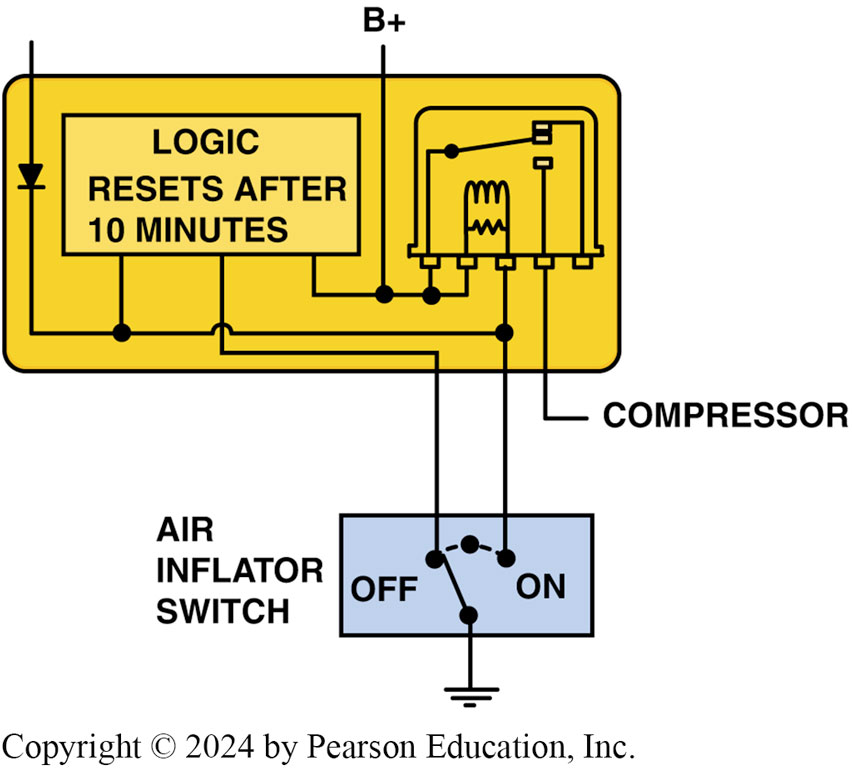 B+
LOGIC
RESETS AFTER
10 MINUTES
COMPRESSOR
AIR
INFLATOR
SWITCH
OFF
ON
Copyright © 2024 by Pearson Education, Inc.